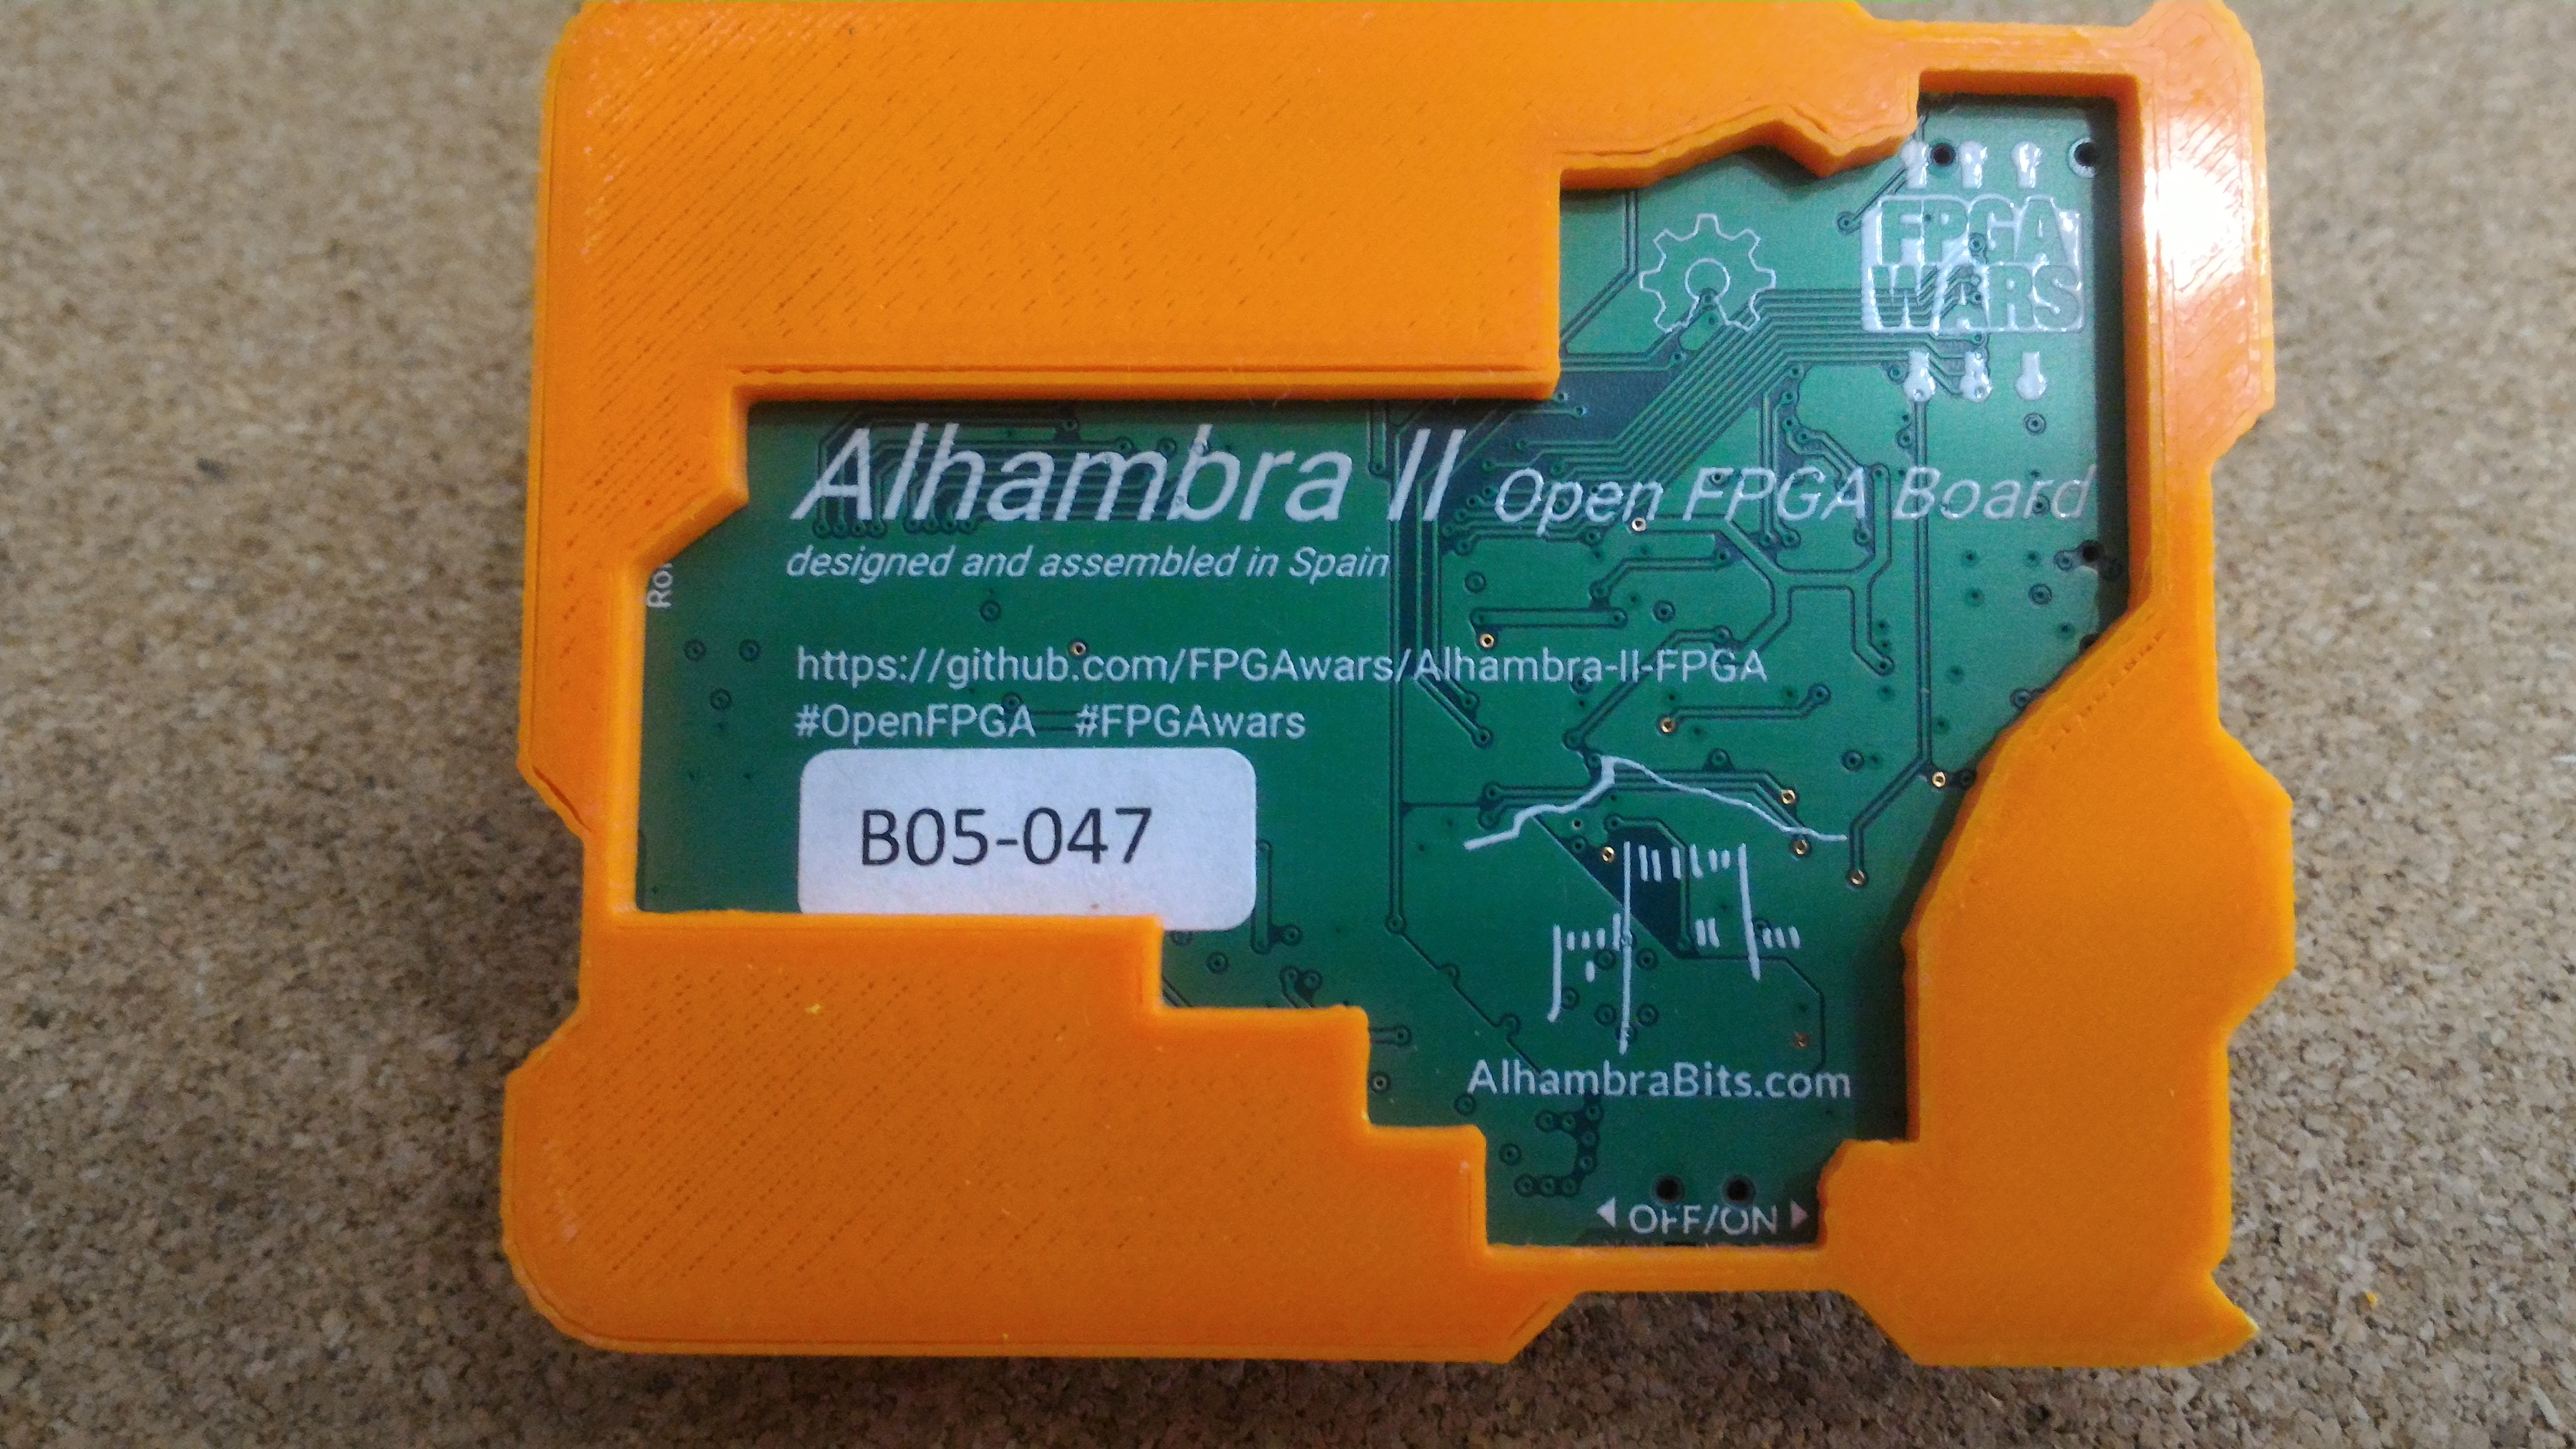 FPGA
WARS
Alhambra II Open FPGA Board
designed and assembled in Spain
https://github.com/FPGAwars/Alhambra-II-FPGA
#OpenFPGA #FPGAwars
B05-047
AlhambraBits.com
OFF/ON